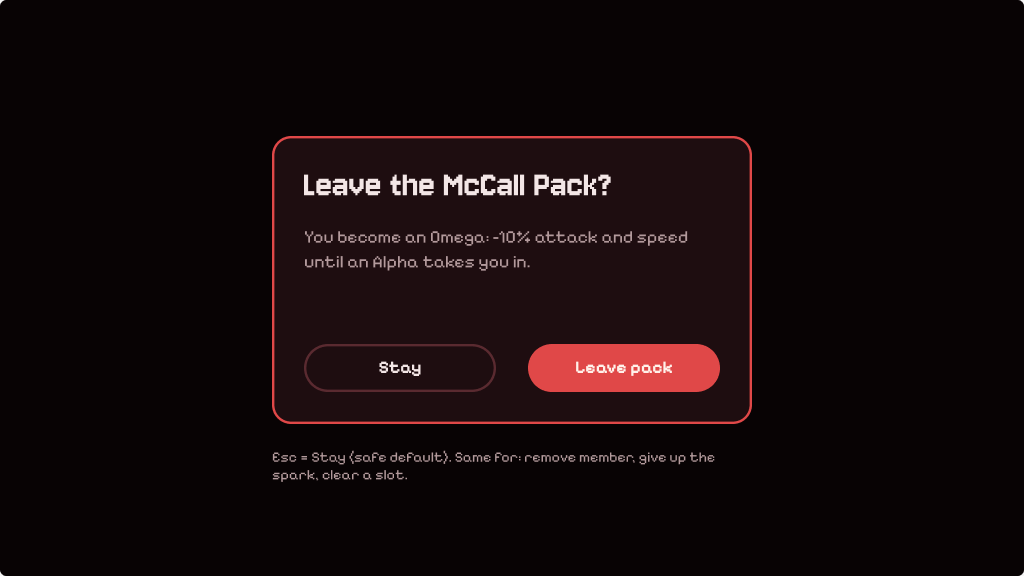 Leave the McCall Pack?
You become an Omega: -10% attack and speed
until an Alpha takes you in.
Stay
Leave pack
Esc = Stay (safe default). Same for: remove member, give up the
spark, clear a slot.